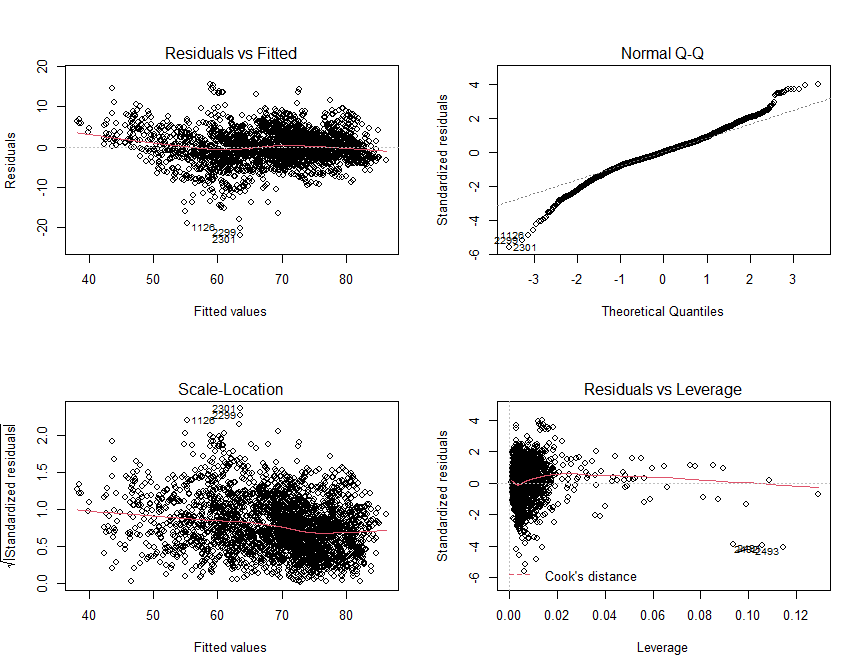 Residuals vs Fitted
Residuals
20
10
0
-10
-20
1126
2299
2301
40 50 60 70 80
Fitted values
Normal Q-Q
Standardized residuals
4
2
0
-2
-4
-6
1126
2299
2301
-3 -2 -1 0 1 2 3
Theoretical Quantiles
Scale-Location
√|Standardized residuals|
2.0
1.5
1.0
0.5
0.0
2301
2299
1126
40 50 60 70 80
Fitted values
Residuals vs Leverage
Standardized residuals
4
2
0
-2
-4
-6
2493
Cook's distance
0.00 0.02 0.04 0.06 0.08 0.10 0.12
Leverage